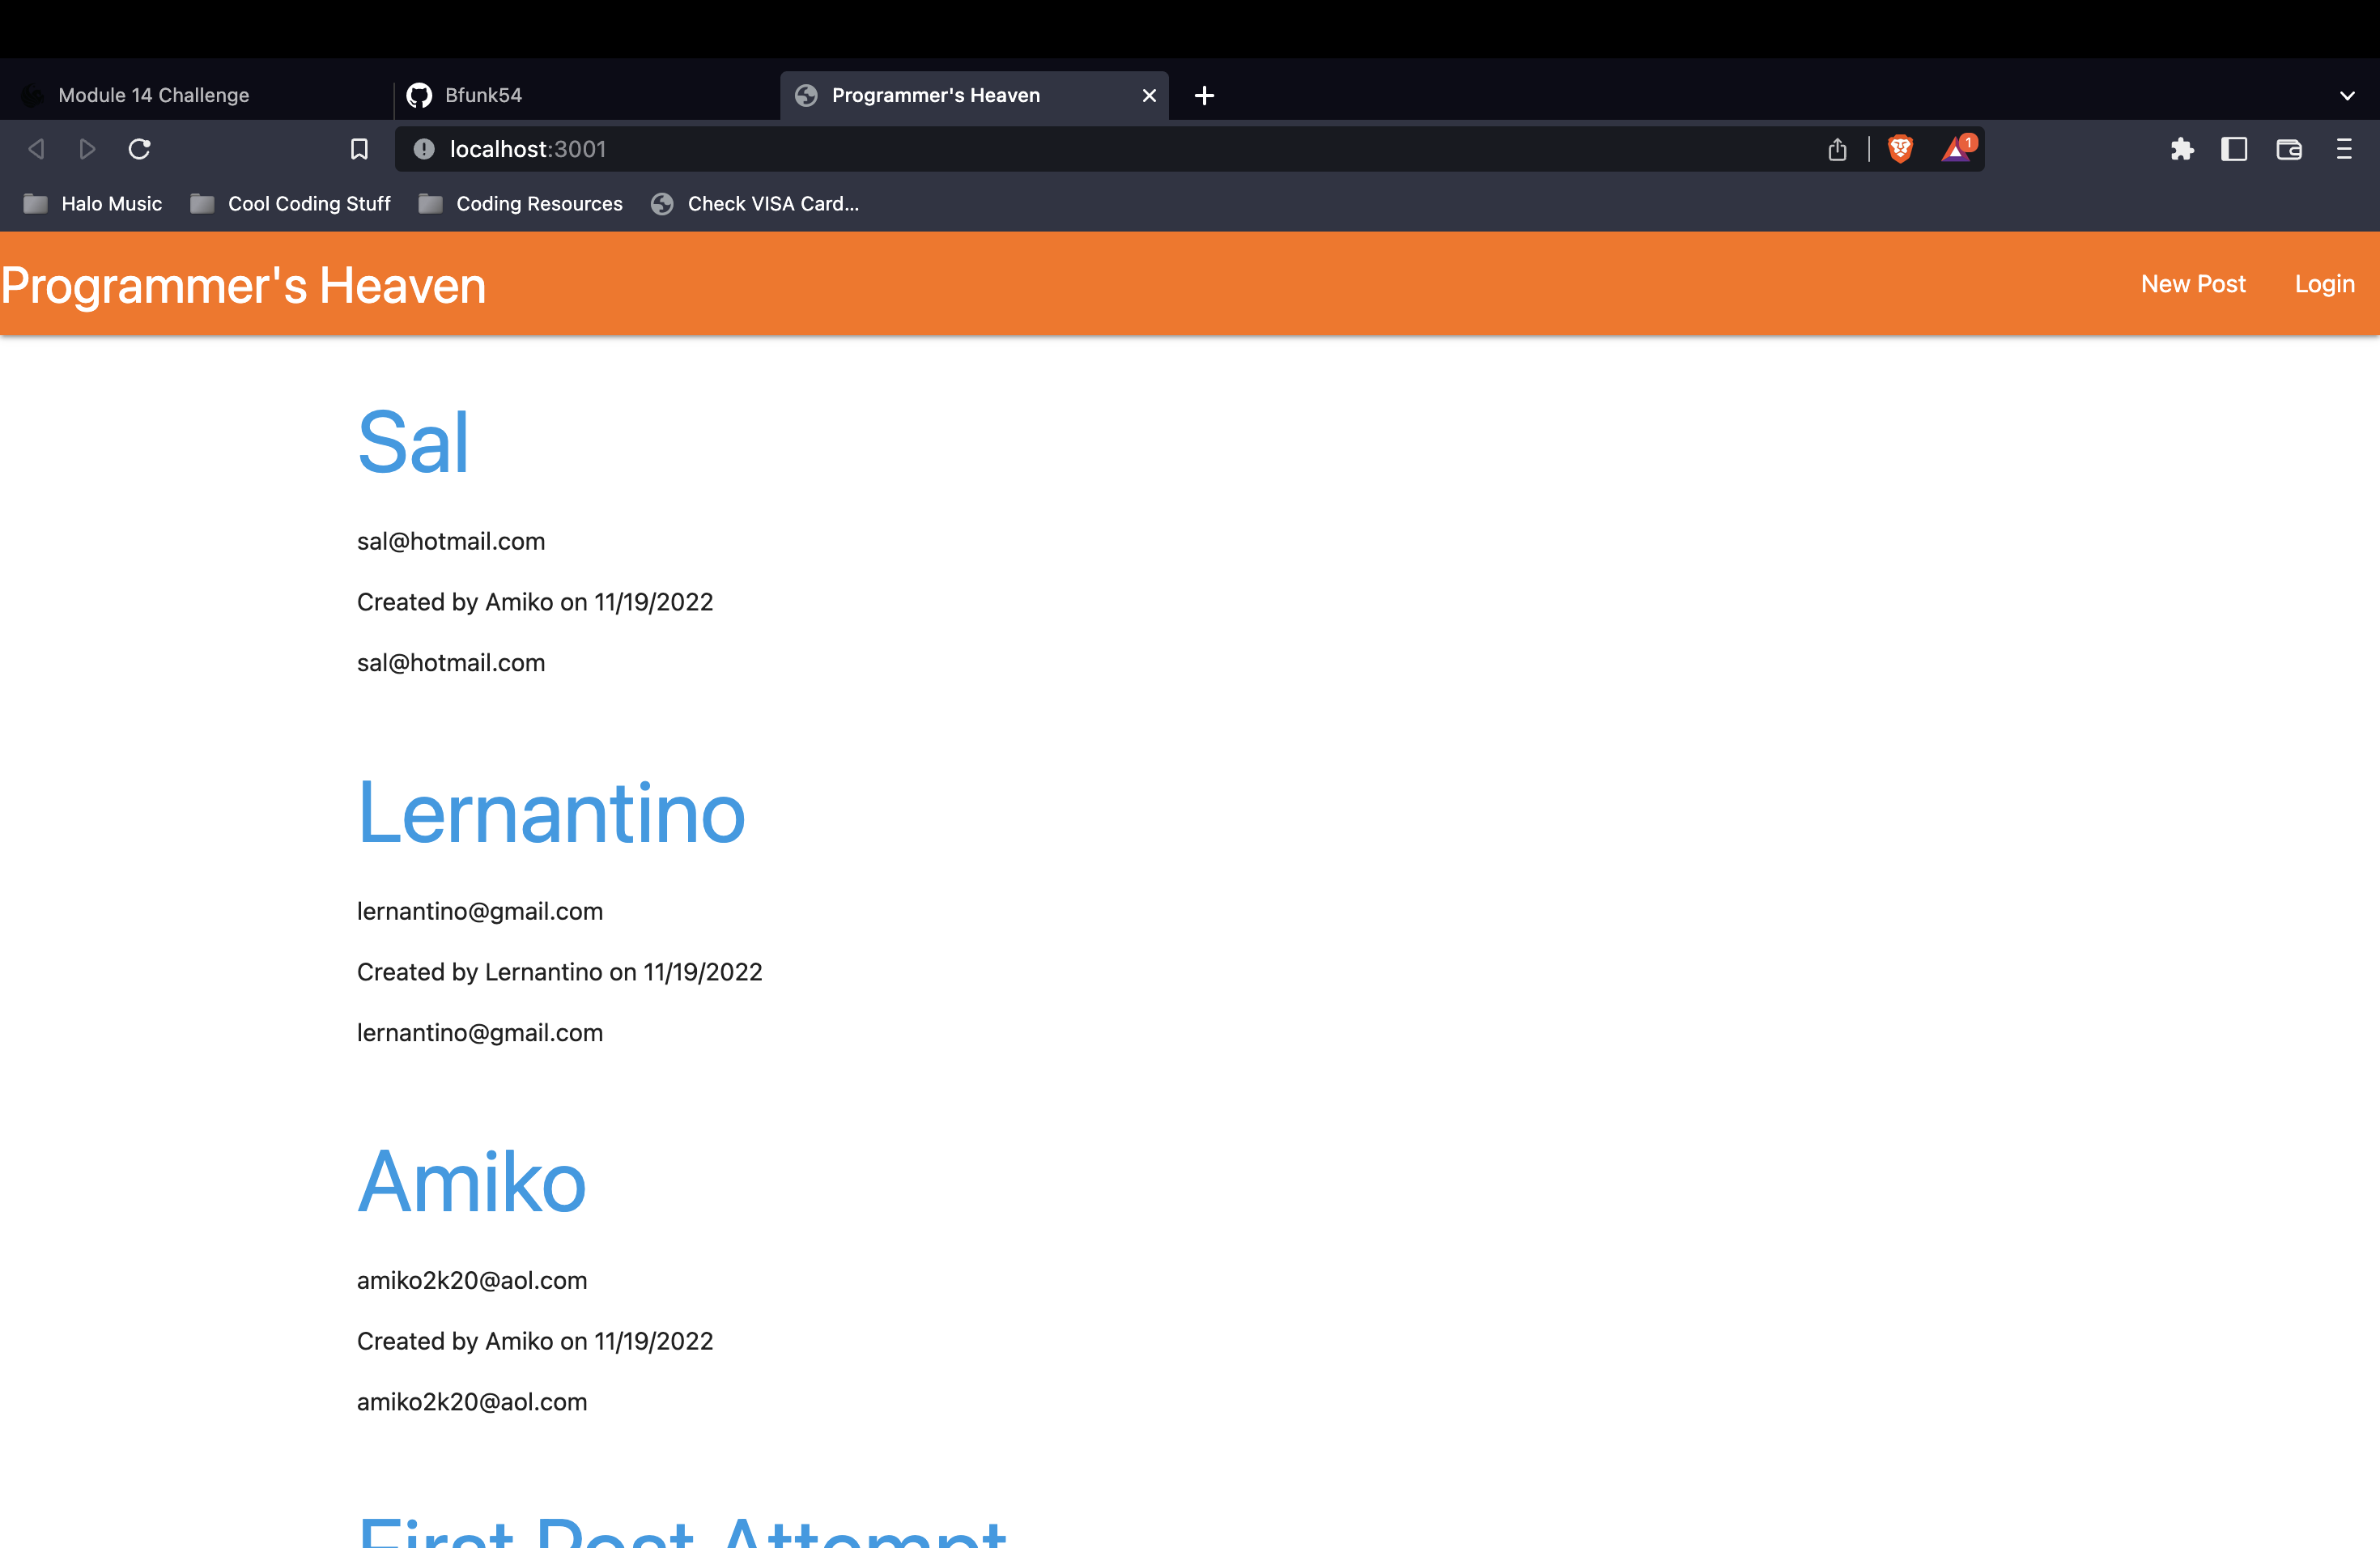 Module 14 Challenge
Bfunk54
Programmer's Heaven
localhost:3001
1
Halo Music
Cool Coding Stuff
Coding Resources
Check VISA Card...
Programmer's Heaven
New Post
Login
Sal
sal@hotmail.com
Created by Amiko on 11/19/2022
sal@hotmail.com
Lernantino
lernantino@gmail.com
Created by Lernantino on 11/19/2022
lernantino@gmail.com
Amiko
amiko2k20@aol.com
Created by Amiko on 11/19/2022
amiko2k20@aol.com
First Post Attempt